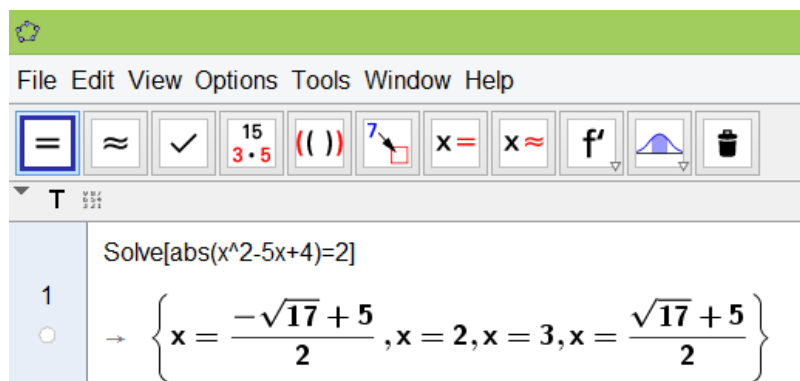 File Edit View Options Tools Window Help
= ≈ ✓ 15 3·5 (( )) 7 x = x ≈ f′
T
Solve[abs(x^2-5x+4)=2]
1
→ {x = (−√17 + 5)/2, x = 2, x = 3, x = (√17 + 5)/2}